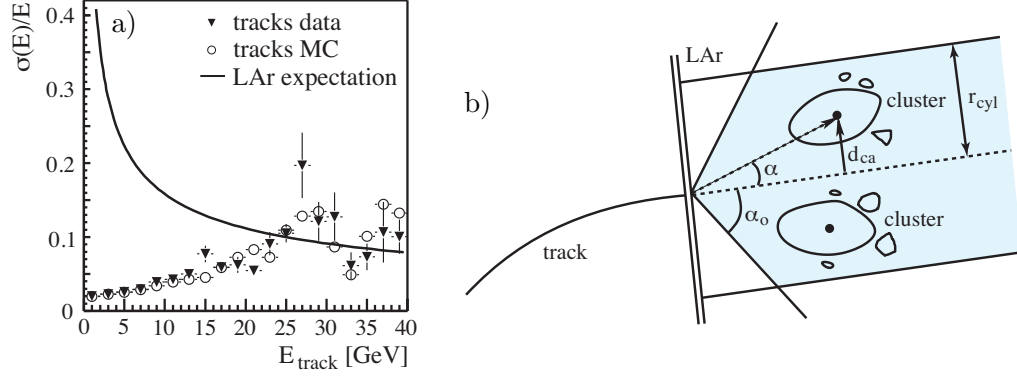 a)
σ(E)/E
tracks data
tracks MC
LAr expectation
0.4
0.3
0.2
0.1
0
0 5 10 15 20 25 30 35 40
E_track [GeV]
b)
LAr
cluster
r_cyl
d_ca
α
α_o
cluster
track